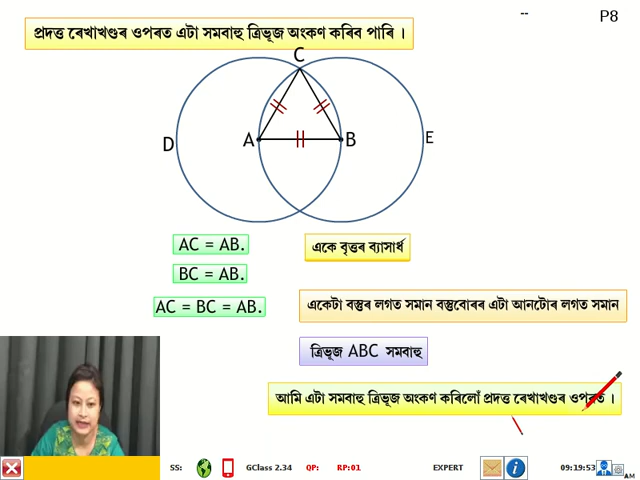 --
P8
প্ৰদত্ত ৰেখাখণ্ডৰ ওপৰত এটা সমবাহু ত্ৰিভূজ অংকণ কৰিব পাৰি ।
C
D
A
B
E
AC = AB.
একে বৃত্তৰ ব্যাসাৰ্ধ
BC = AB.
AC = BC = AB.
একেটা বস্তুৰ লগত সমান বস্তুবোৰৰ এটা আনটোৰ লগত সমান
ত্ৰিভূজ ABC সমবাহু
আমি এটা সমবাহু ত্ৰিভূজ অংকণ কৰিলোঁ প্ৰদত্ত ৰেখাখণ্ডৰ ওপৰত ।
SS:
GClass 2.34
QP:
RP:01
EXPERT
09:19:53
AM